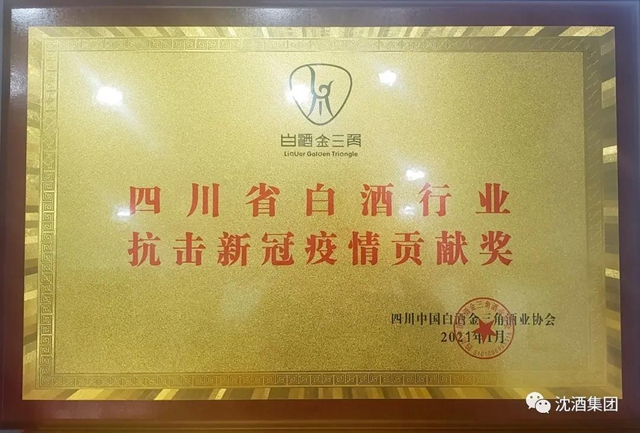 白酒金三角
LiqUor Golden Triangle
四川省白酒行业
抗击新冠疫情贡献奖
四川中国白酒金三角酒业协会
2021年1月
沈酒集团